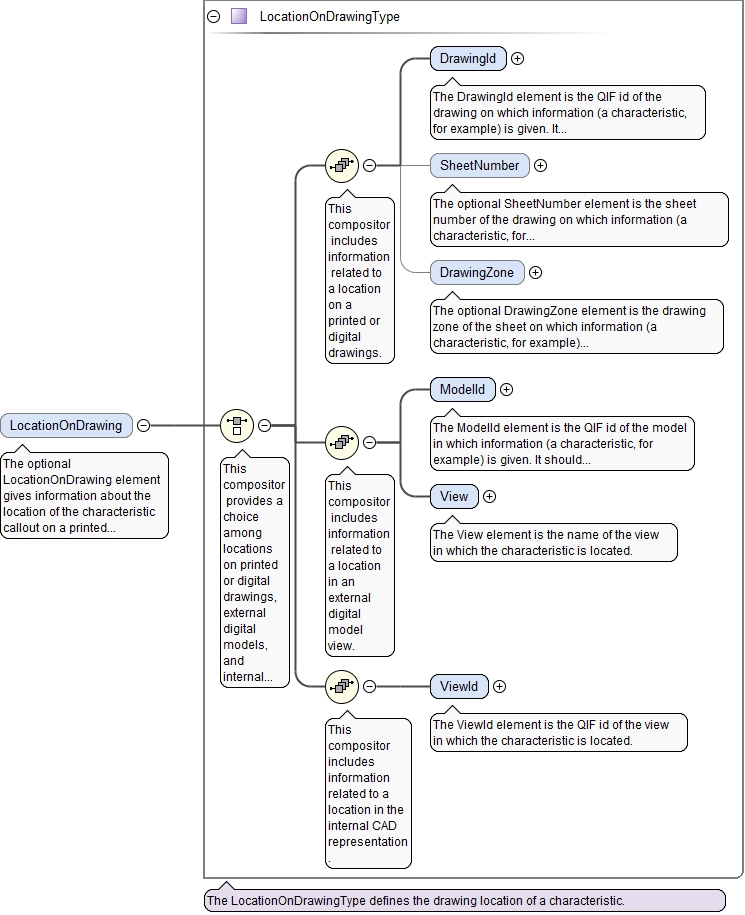 LocationOnDrawingType
DrawingId
The DrawingId element is the QIF id of the
drawing on which information (a characteristic,
for example) is given. It...
SheetNumber
The optional SheetNumber element is the sheet
number of the drawing on which information (a
characteristic, for...
This
compositor
includes
information
related to
a location
on a
printed or
digital
drawings.
DrawingZone
The optional DrawingZone element is the drawing
zone of the sheet on which information (a
characteristic, for example)...
LocationOnDrawing
The optional
LocationOnDrawing element
gives information about the
location of the characteristic
callout on a printed...
This
compositor
provides a
choice
among
locations
on printed
or digital
drawings,
external
digital
models,
and
internal...
ModelId
The ModelId element is the QIF id of the model
in which information (a characteristic, for
example) is given. It should...
This
compositor
includes
information
related to
a location
in an
external
digital
model
view.
View
The View element is the name of the view
in which the characteristic is located.
ViewId
The ViewId element is the QIF id of the view
in which the characteristic is located.
This
compositor
includes
information
related to a
location in the
internal CAD
representation
.
The LocationOnDrawingType defines the drawing location of a characteristic.